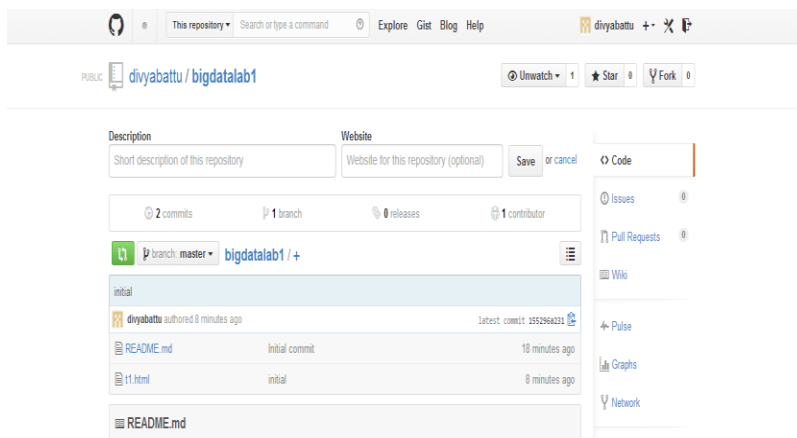 This repository Search or type a command Explore Gist Blog Help divyabattu
PUBLIC divyabattu / bigdatalab1 Unwatch 1 Star 0 Fork 0
Description Website
Short description of this repository Website for this repository (optional) Save or cancel
2 commits 1 branch 0 releases 1 contributor
branch: master bigdatalab1 / +
initial
divyabattu authored 8 minutes ago latest commit 155296a231
README.md Initial commit 18 minutes ago
t1.html initial 8 minutes ago
README.md
Code
Issues 0
Pull Requests 0
Wiki
Pulse
Graphs
Network